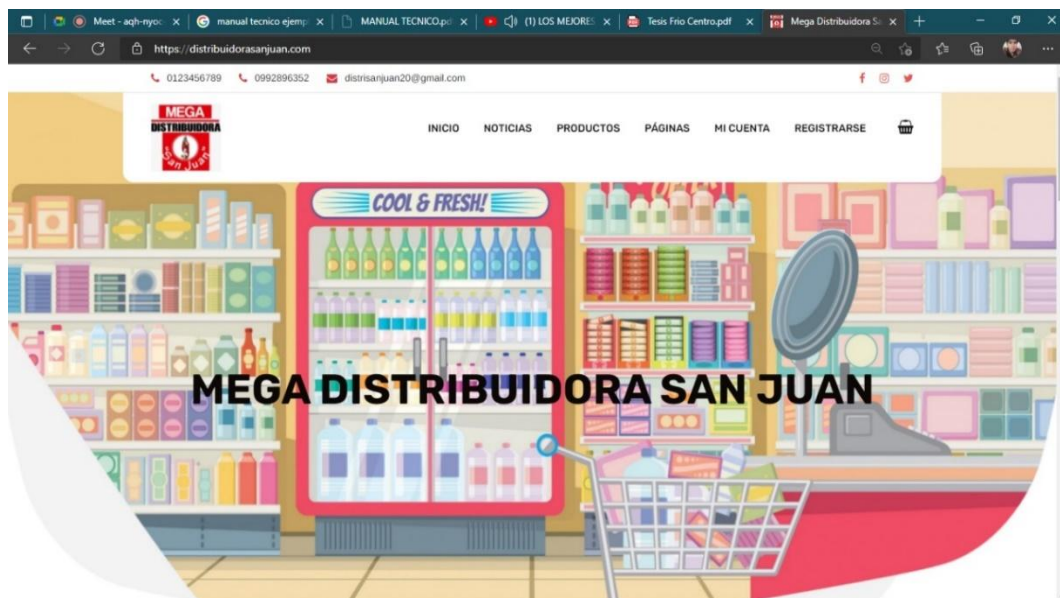 Meet - aqh-nyoc
manual tecnico ejemp
MANUAL TECNICO.pd
(1) LOS MEJORES
Tesis Frio Centro.pdf
Mega Distribuidora Sa
https://distribuidorasanjuan.com
0123456789
0992896352
distrisanjuan20@gmail.com
MEGA
DISTRIBUIDORA
San Juan
INICIO
NOTICIAS
PRODUCTOS
PÁGINAS
MI CUENTA
REGISTRARSE
COOL & FRESH!
MEGA DISTRIBUIDORA SAN JUAN